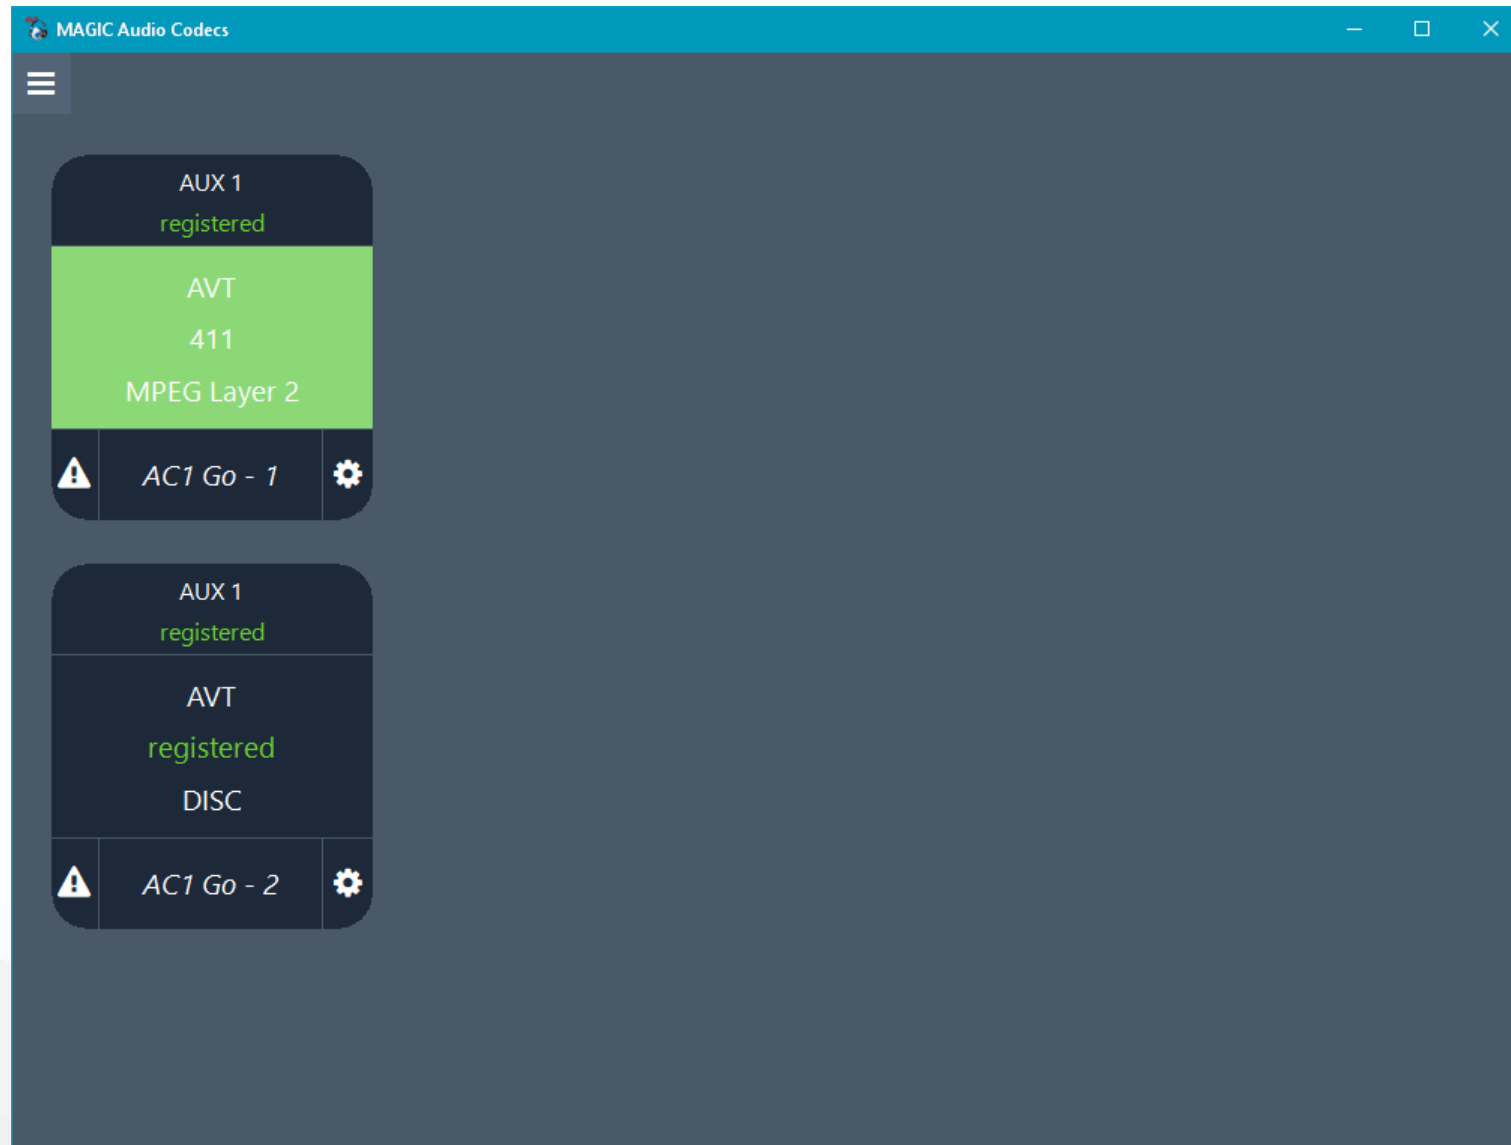 MAGIC Audio Codecs
AUX 1
registered
AVT
411
MPEG Layer 2
AC1 Go - 1
AUX 1
registered
AVT
registered
DISC
AC1 Go - 2